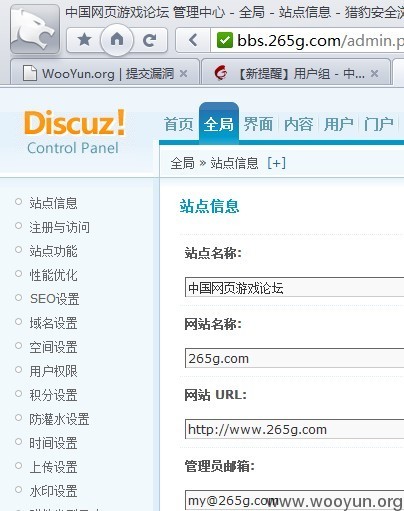 中国网页游戏论坛 管理中心 - 全局 - 站点信息 - 猎豹安全浏
bbs.265g.com/admin.p
WooYun.org | 提交漏洞
【新提醒】用户组 - 中...
Discuz!
Control Panel
首页 全局 界面 内容 用户 门户
全局 » 站点信息 [+]
站点信息
注册与访问
站点功能
性能优化
SEO设置
域名设置
空间设置
用户权限
积分设置
防灌水设置
时间设置
上传设置
水印设置
站点信息
站点名称:
中国网页游戏论坛
网站名称:
265g.com
网站 URL:
http://www.265g.com
管理员邮箱:
my@265g.com
www.wooyun.org